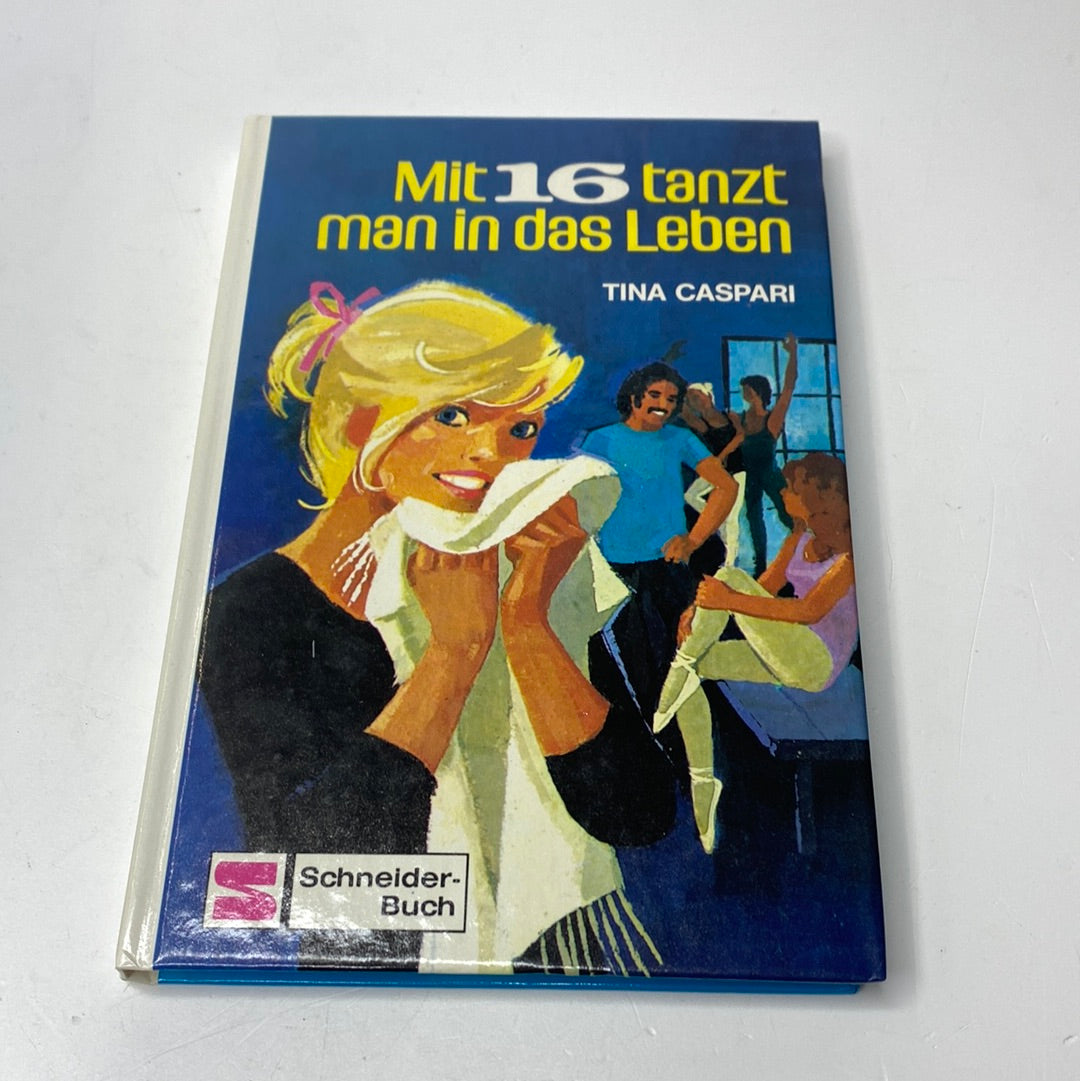 Mit 16 tanzt
man in das Leben
TINA CASPARI
Schneider-
Buch